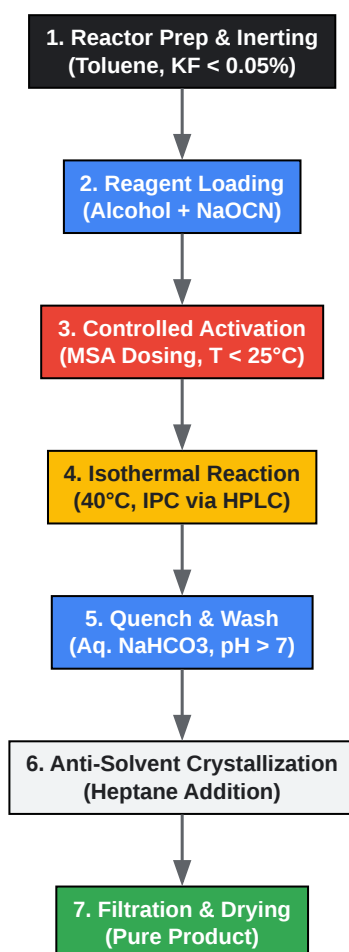 1. Reactor Prep & Inerting
(Toluene, KF < 0.05%)
2. Reagent Loading
(Alcohol + NaOCN)
3. Controlled Activation
(MSA Dosing, T < 25°C)
4. Isothermal Reaction
(40°C, IPC via HPLC)
5. Quench & Wash
(Aq. NaHCO3, pH > 7)
6. Anti-Solvent Crystallization
(Heptane Addition)
7. Filtration & Drying
(Pure Product)